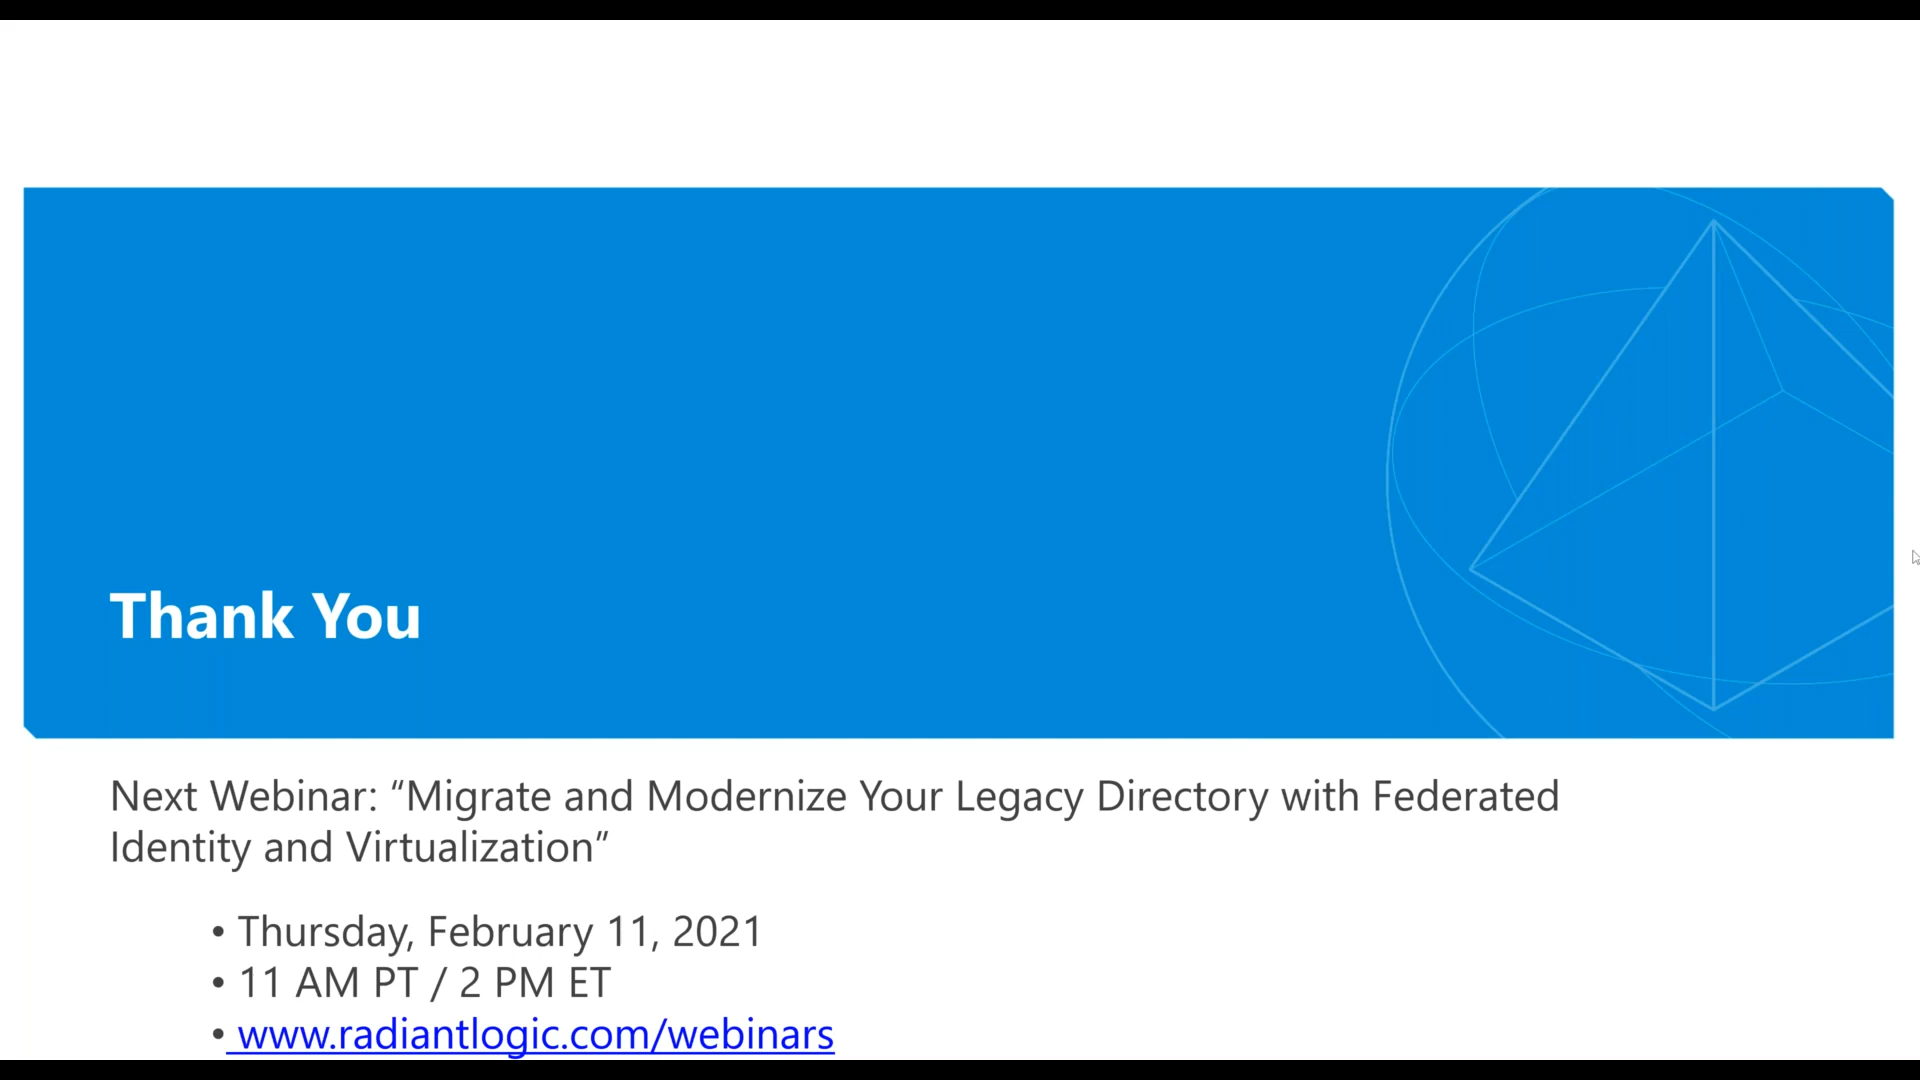 Thank You
Next Webinar: “Migrate and Modernize Your Legacy Directory with Federated
Identity and Virtualization”
• Thursday, February 11, 2021
• 11 AM PT / 2 PM ET
• www.radiantlogic.com/webinars